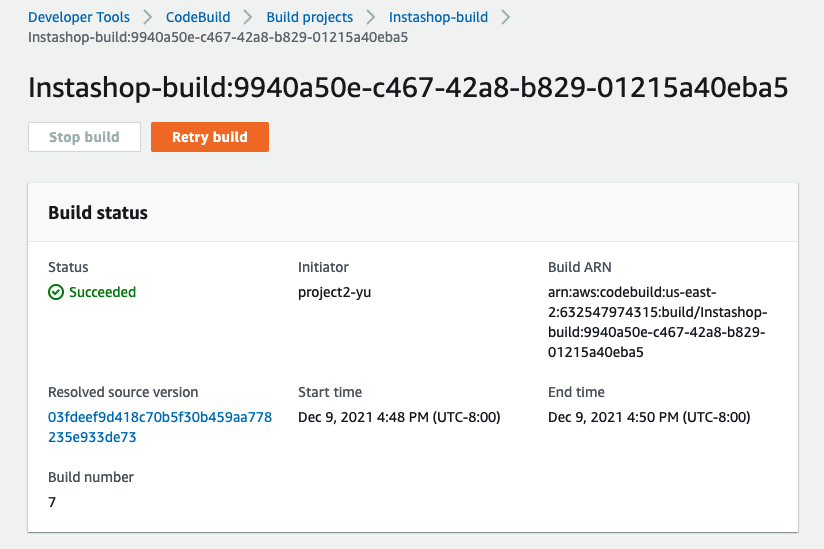 Developer Tools > CodeBuild > Build projects > Instashop-build >
Instashop-build:9940a50e-c467-42a8-b829-01215a40eba5
Instashop-build:9940a50e-c467-42a8-b829-01215a40eba5
Stop build Retry build
Build status
Status Initiator Build ARN
Succeeded project2-yu arn:aws:codebuild:us-east-
2:632547974315:build/Instashop-
build:9940a50e-c467-42a8-b829-
01215a40eba5
Resolved source version Start time End time
03fdeef9d418c70b5f30b459aa778 Dec 9, 2021 4:48 PM (UTC-8:00) Dec 9, 2021 4:50 PM (UTC-8:00)
235e933de73
Build number
7